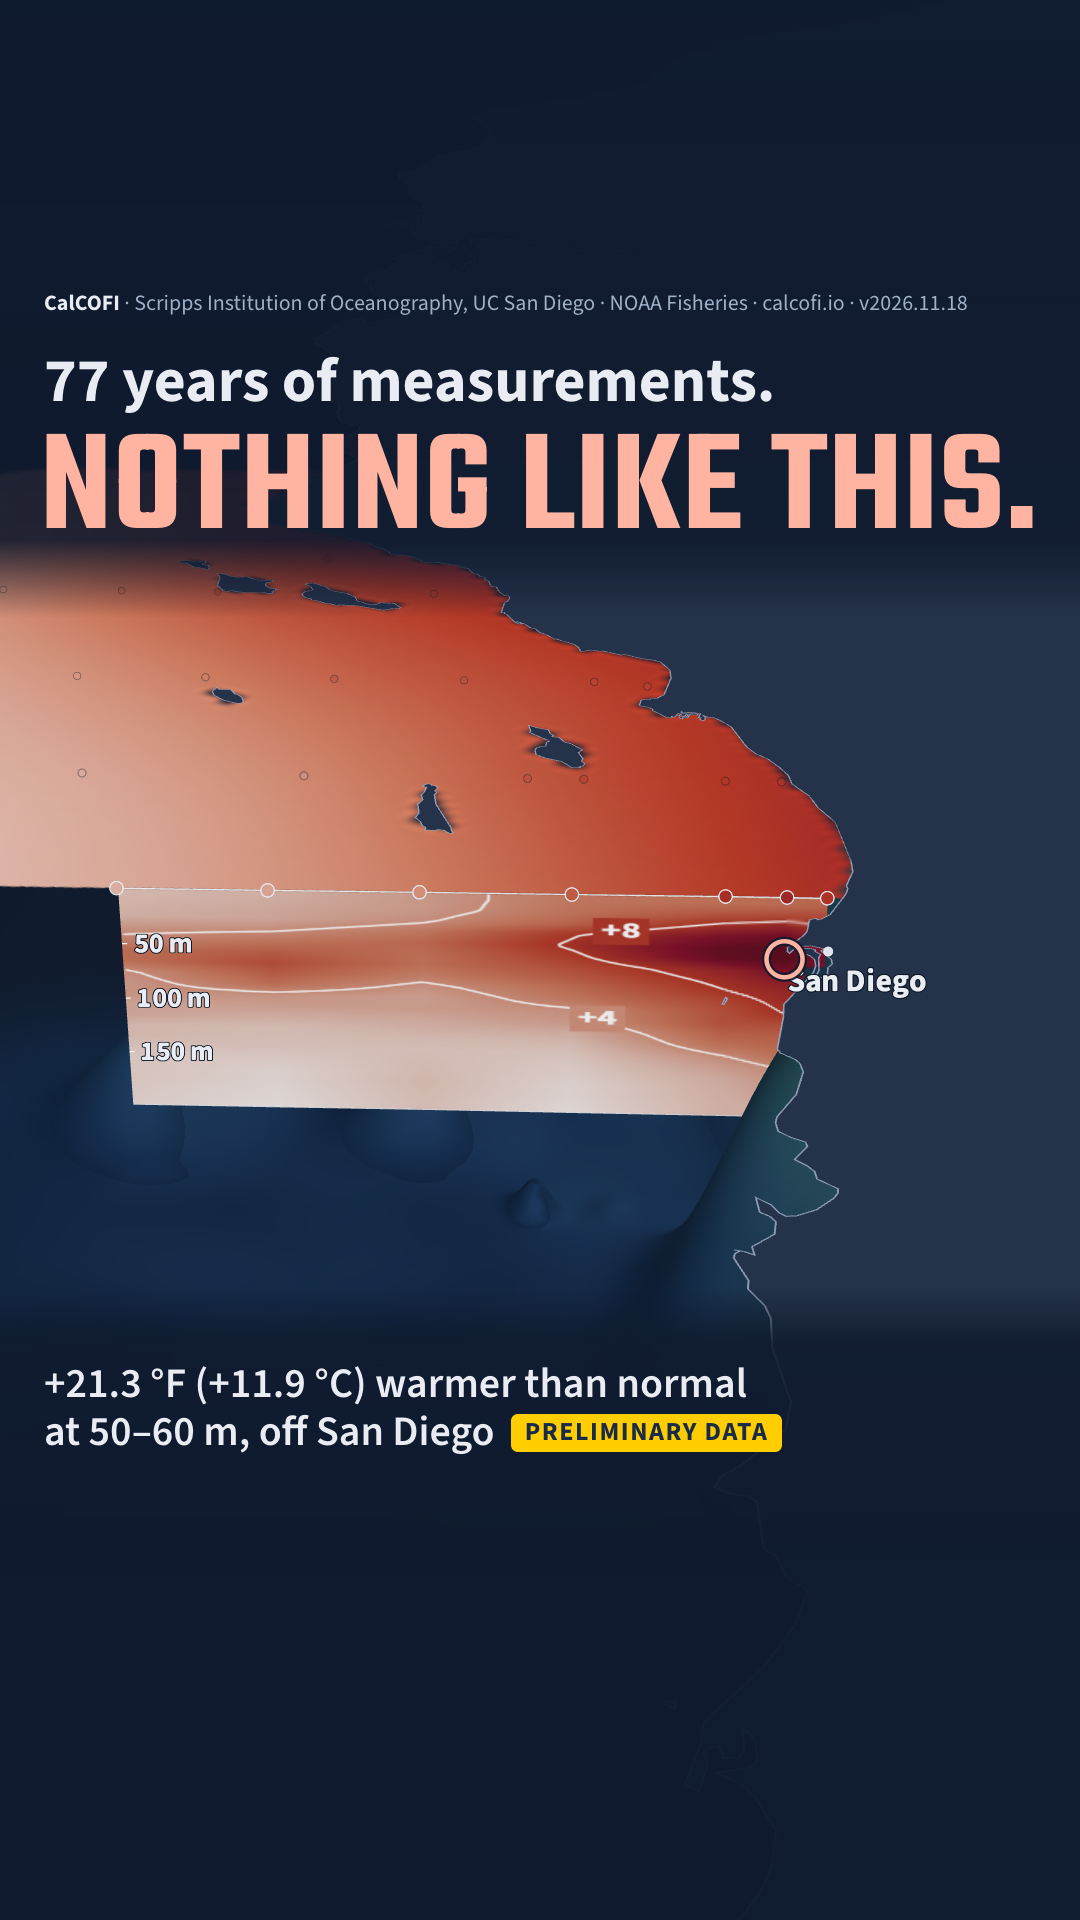 CalCOFI · Scripps Institution of Oceanography, UC San Diego · NOAA Fisheries · calcofi.io · v2026.11.18
77 years of measurements.
NOTHING LIKE THIS.
+8
50 m
San Diego
100 m
+4
150 m
+21.3 °F (+11.9 °C) warmer than normal
at 50–60 m, off San Diego PRELIMINARY DATA